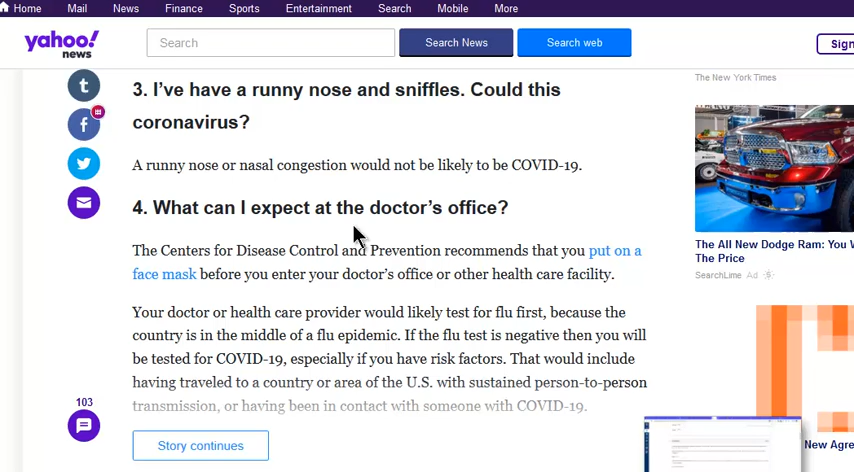 Home Mail News Finance Sports Entertainment Search Mobile More
yahoo!
news
Search
Search News
Search web
Sign
The New York Times
3. I've have a runny nose and sniffles. Could this
coronavirus?
A runny nose or nasal congestion would not be likely to be COVID-19.
4. What can I expect at the doctor's office?
The Centers for Disease Control and Prevention recommends that you put on a
face mask before you enter your doctor's office or other health care facility.
Your doctor or health care provider would likely test for flu first, because the
country is in the middle of a flu epidemic. If the flu test is negative then you will
be tested for COVID-19, especially if you have risk factors. That would include
having traveled to a country or area of the U.S. with sustained person-to-person
transmission, or having been in contact with someone with COVID-19.
103
Story continues
The All New Dodge Ram: You W
The Price
SearchLime Ad
New Agree